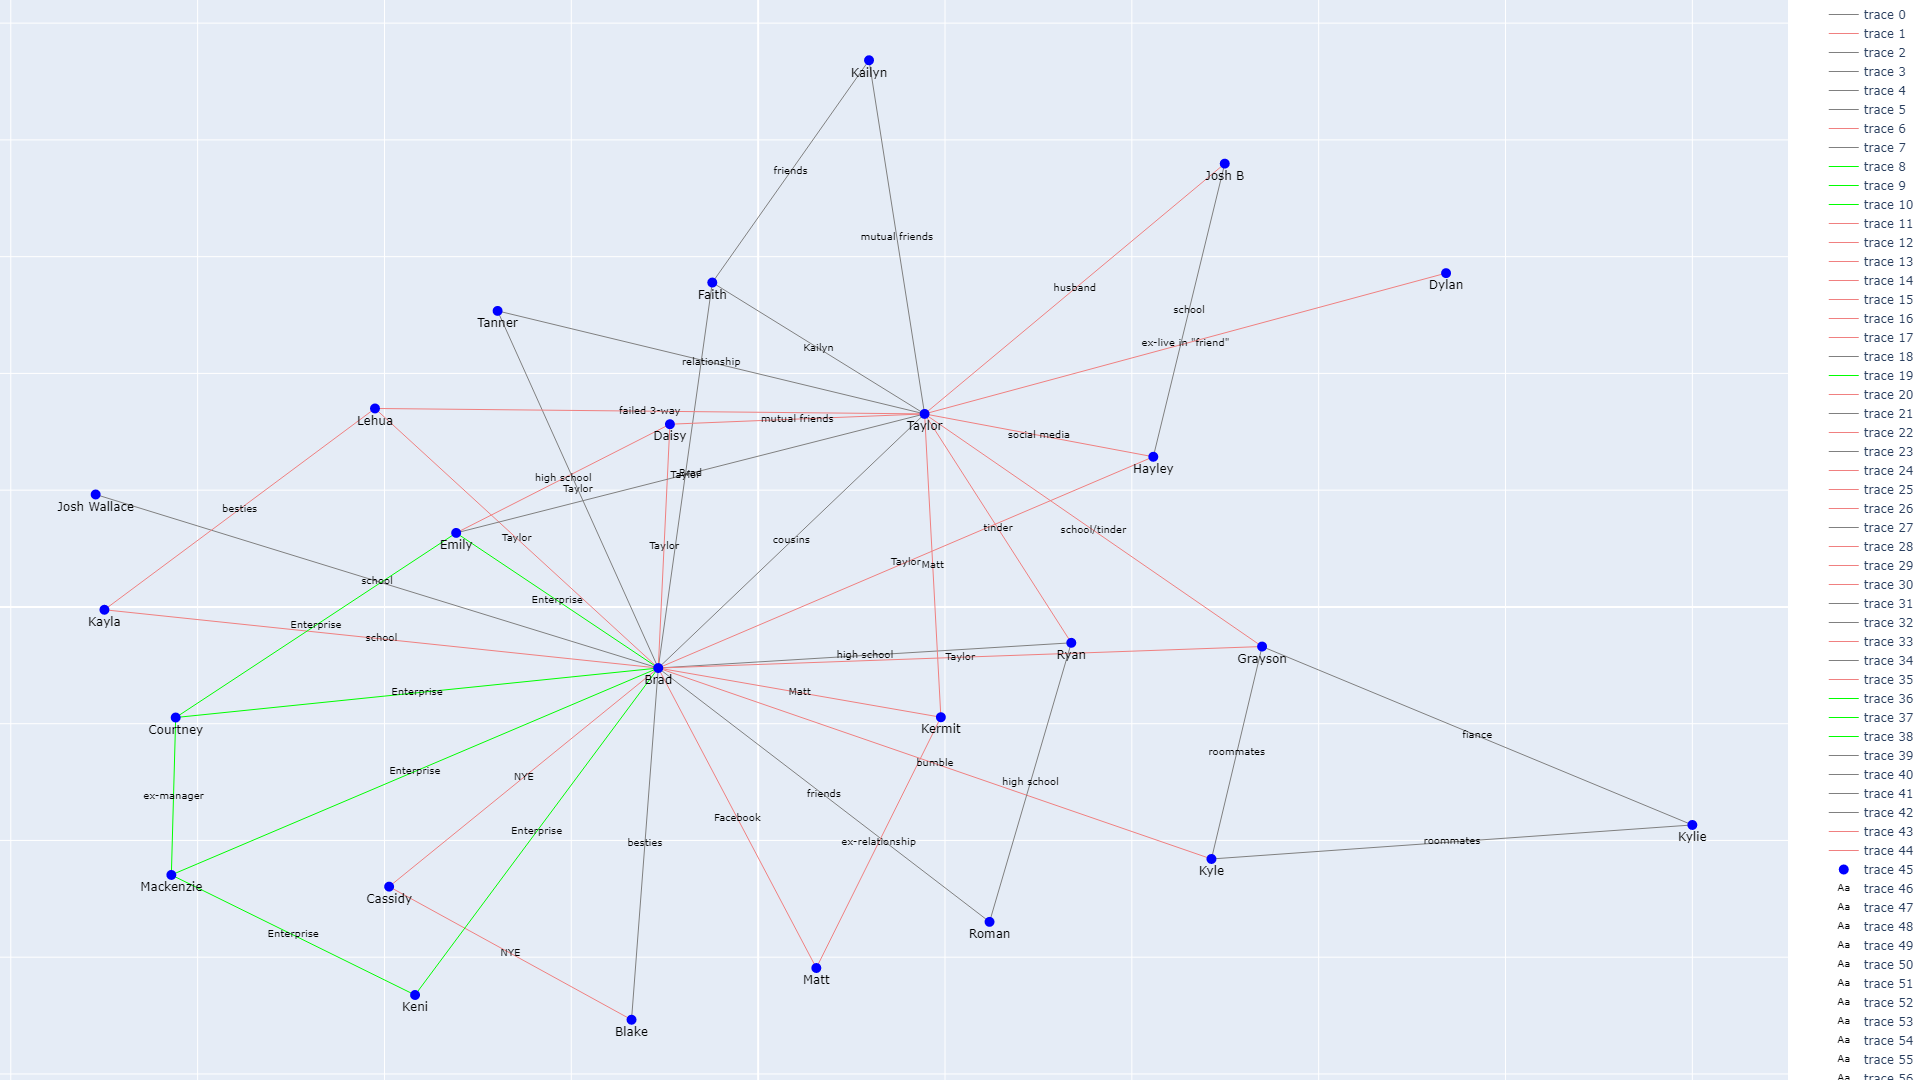 Kailyn
friends
Josh B
mutual friends
Dylan
husband
Faith
school
Tanner
ex-live in "friend"
Kailyn
relationship
failed 3-way
mutual friends
Lehua
Taylor
Daisy
social media
Hayley
Brad
Taylor
high school
Taylor
Josh Wallace
besties
tinder
school/tinder
Taylor
cousins
Emily
Taylor
Taylor
Matt
school
Enterprise
Kayla
Enterprise
school
high school
Ryan
Taylor
Grayson
Brad
Enterprise
Matt
Courtney
Kermit
fiance
roommates
bumble
Enterprise
NYE
high school
ex-manager
friends
Facebook
Enterprise
Kylie
roommates
besties
ex-relationship
Kyle
Mackenzie
Cassidy
Enterprise
Roman
NYE
Matt
Keni
Blake
trace 0
trace 1
trace 2
trace 3
trace 4
trace 5
trace 6
trace 7
trace 8
trace 9
trace 10
trace 11
trace 12
trace 13
trace 14
trace 15
trace 16
trace 17
trace 18
trace 19
trace 20
trace 21
trace 22
trace 23
trace 24
trace 25
trace 26
trace 27
trace 28
trace 29
trace 30
trace 31
trace 32
trace 33
trace 34
trace 35
trace 36
trace 37
trace 38
trace 39
trace 40
trace 41
trace 42
trace 43
trace 44
trace 45
Aa trace 46
Aa trace 47
Aa trace 48
Aa trace 49
Aa trace 50
Aa trace 51
Aa trace 52
Aa trace 53
Aa trace 54
Aa trace 55
Aa trace 56